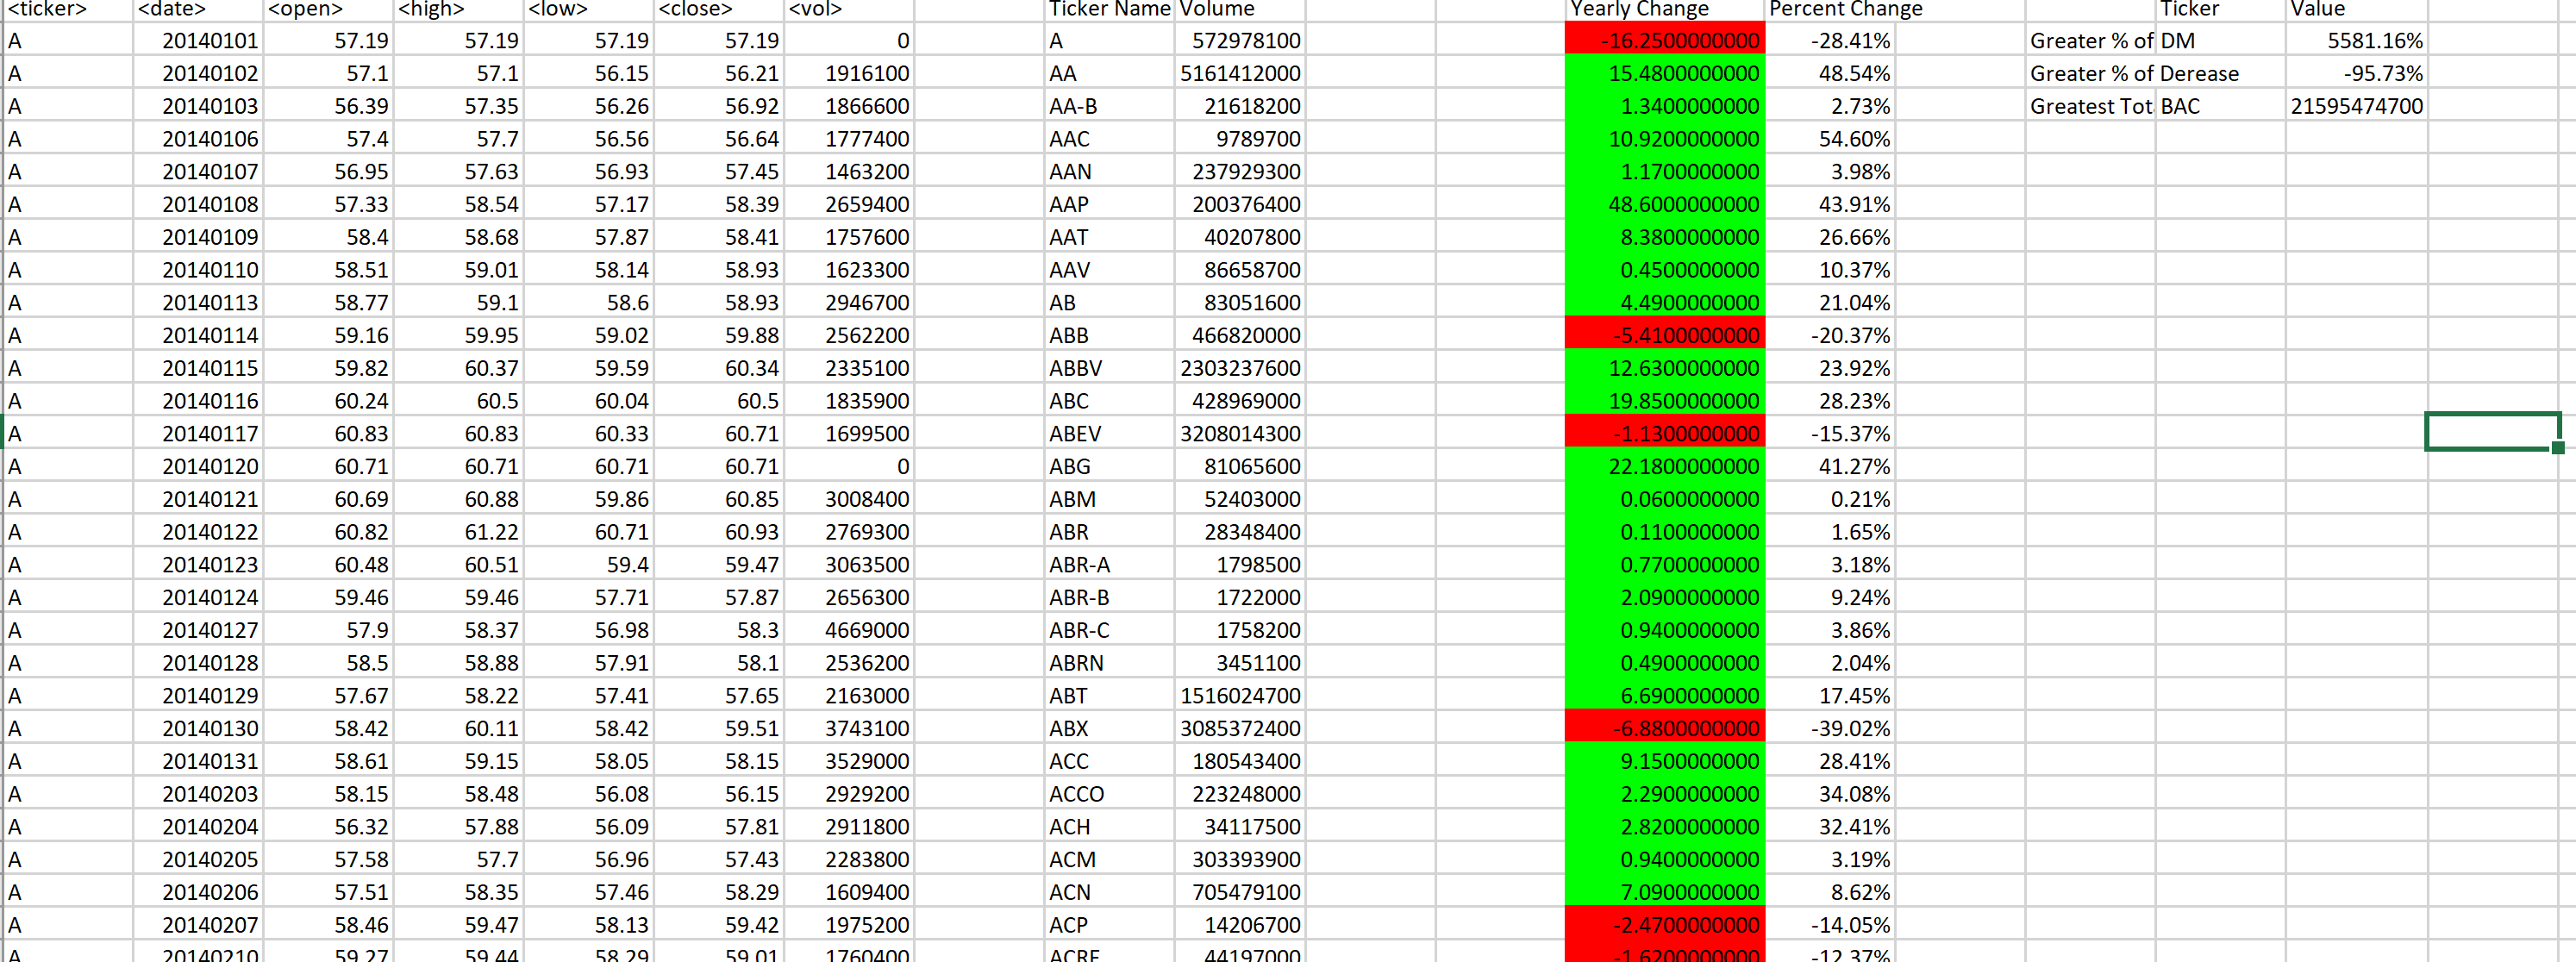 <ticker> <date> <open> <high> <low> <close> <vol> Ticker Name Volume Yearly Change Percent Change Ticker Value
A 20140101 57.19 57.19 57.19 57.19 0 A 572978100 -16.2500000000 -28.41% Greater % of DM 5581.16%
A 20140102 57.1 57.1 56.15 56.21 1916100 AA 5161412000 15.4800000000 48.54% Greater % of Derease -95.73%
A 20140103 56.39 57.35 56.26 56.92 1866600 AA-B 21618200 1.3400000000 2.73% Greatest Tot BAC 21595474700
A 20140106 57.4 57.7 56.56 56.64 1777400 AAC 9789700 10.9200000000 54.60%
A 20140107 56.95 57.63 56.93 57.45 1463200 AAN 237929300 1.1700000000 3.98%
A 20140108 57.33 58.54 57.17 58.39 2659400 AAP 200376400 48.6000000000 43.91%
A 20140109 58.4 58.68 57.87 58.41 1757600 AAT 40207800 8.3800000000 26.66%
A 20140110 58.51 59.01 58.14 58.93 1623300 AAV 86658700 0.4500000000 10.37%
A 20140113 58.77 59.1 58.6 58.93 2946700 AB 83051600 4.4900000000 21.04%
A 20140114 59.16 59.95 59.02 59.88 2562200 ABB 466820000 -5.4100000000 -20.37%
A 20140115 59.82 60.37 59.59 60.34 2335100 ABBV 2303237600 12.6300000000 23.92%
A 20140116 60.24 60.5 60.04 60.5 1835900 ABC 428969000 19.8500000000 28.23%
A 20140117 60.83 60.83 60.33 60.71 1699500 ABEV 3208014300 -1.1300000000 -15.37%
A 20140120 60.71 60.71 60.71 60.71 0 ABG 81065600 22.1800000000 41.27%
A 20140121 60.69 60.88 59.86 60.85 3008400 ABM 52403000 0.0600000000 0.21%
A 20140122 60.82 61.22 60.71 60.93 2769300 ABR 28348400 0.1100000000 1.65%
A 20140123 60.48 60.51 59.4 59.47 3063500 ABR-A 1798500 0.7700000000 3.18%
A 20140124 59.46 59.46 57.71 57.87 2656300 ABR-B 1722000 2.0900000000 9.24%
A 20140127 57.9 58.37 56.98 58.3 4669000 ABR-C 1758200 0.9400000000 3.86%
A 20140128 58.5 58.88 57.91 58.1 2536200 ABRN 3451100 0.4900000000 2.04%
A 20140129 57.67 58.22 57.41 57.65 2163000 ABT 1516024700 6.6900000000 17.45%
A 20140130 58.42 60.11 58.42 59.51 3743100 ABX 3085372400 -6.8800000000 -39.02%
A 20140131 58.61 59.15 58.05 58.15 3529000 ACC 180543400 9.1500000000 28.41%
A 20140203 58.15 58.48 56.08 56.15 2929200 ACCO 223248000 2.2900000000 34.08%
A 20140204 56.32 57.88 56.09 57.81 2911800 ACH 34117500 2.8200000000 32.41%
A 20140205 57.58 57.7 56.96 57.43 2283800 ACM 303393900 0.9400000000 3.19%
A 20140206 57.51 58.35 57.46 58.29 1609400 ACN 705479100 7.0900000000 8.62%
A 20140207 58.46 59.47 58.13 59.42 1975200 ACP 14206700 -2.4700000000 -14.05%
A 20140210 59.27 59.44 58.29 59.01 1760400 ACRE 44197000 -1.6200000000 -12.37%